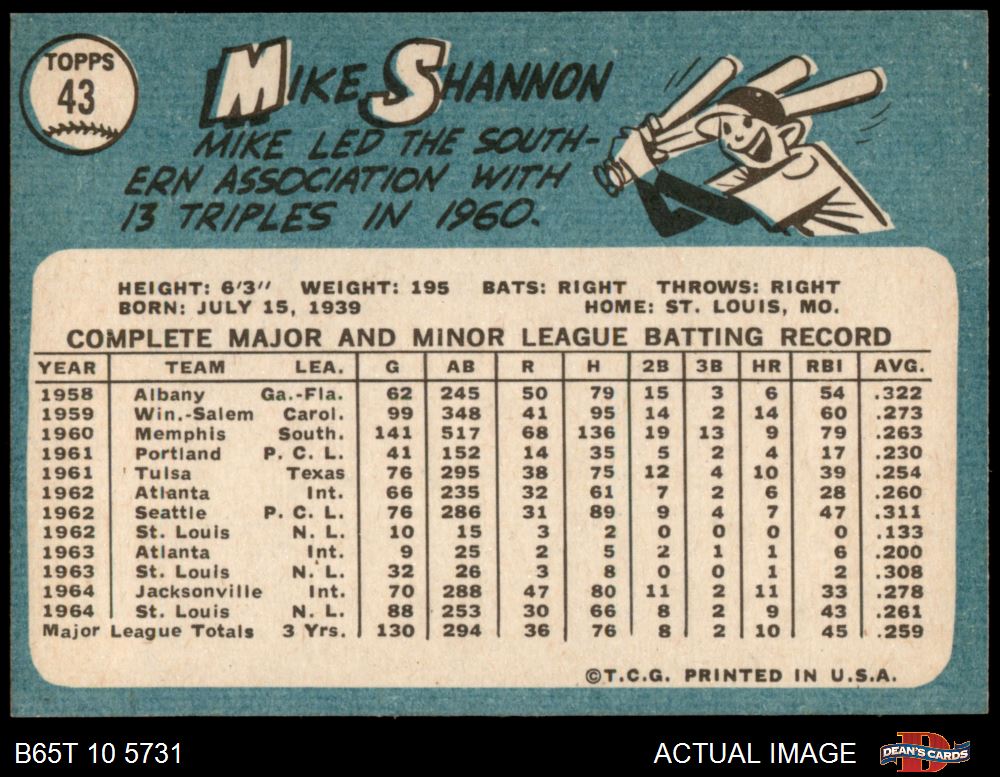 TOPPS
43
MIKE SHANNON
MIKE LED THE SOUTH-
ERN ASSOCIATION WITH
13 TRIPLES IN 1960.
HEIGHT: 6'3" WEIGHT: 195 BATS: RIGHT THROWS: RIGHT
BORN: JULY 15, 1939 HOME: ST. LOUIS, MO.
COMPLETE MAJOR AND MINOR LEAGUE BATTING RECORD
YEAR TEAM LEA. G AB R H 2B 3B HR RBI AVG.
1958 Albany Ga.-Fla. 62 245 50 79 15 3 6 54 .322
1959 Win.-Salem Carol. 99 348 41 95 14 2 14 60 .273
1960 Memphis South. 141 517 68 136 19 13 9 79 .263
1961 Portland P. C. L. 41 152 14 35 5 2 4 17 .230
1961 Tulsa Texas 76 295 38 75 12 4 10 39 .254
1962 Atlanta Int. 66 235 32 61 7 2 6 28 .260
1962 Seattle P. C. L. 76 286 31 89 9 4 7 47 .311
1962 St. Louis N. L. 10 15 3 2 0 0 0 0 .133
1963 Atlanta Int. 9 25 2 5 2 1 1 6 .200
1963 St. Louis N. L. 32 26 3 8 0 0 1 2 .308
1964 Jacksonville Int. 70 288 47 80 11 2 11 33 .278
1964 St. Louis N. L. 88 253 30 66 8 2 9 43 .261
Major League Totals 3 Yrs. 130 294 36 76 8 2 10 45 .259
©T.C.G. PRINTED IN U.S.A.
B65T 10 5731 ACTUAL IMAGE DEAN'S CARDS